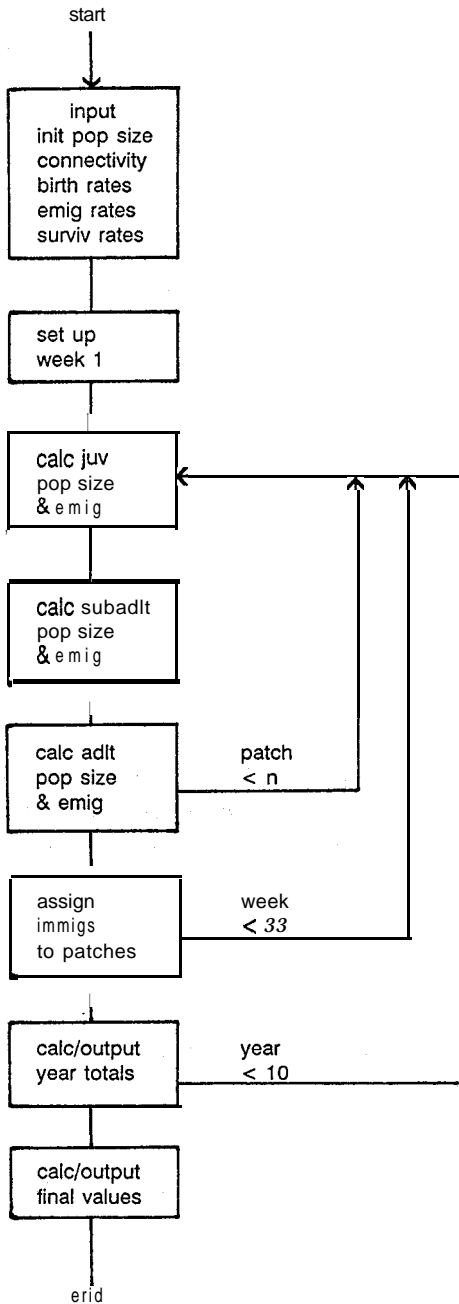 start
input
init pop size
connectivity
birth rates
emig rates
surviv rates
set up
week 1
calc juv
pop size
& emig
calc subadlt
pop size
& emig
calc adlt
pop size
& emig
patch
< n
assign
immigs
to patches
week
< 33
calc/output
year totals
year
< 10
calc/output
final values
erid